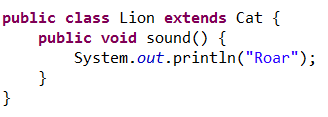 public class Lion extends Cat {
    public void sound() {
        System.out.println("Roar");
    }
}